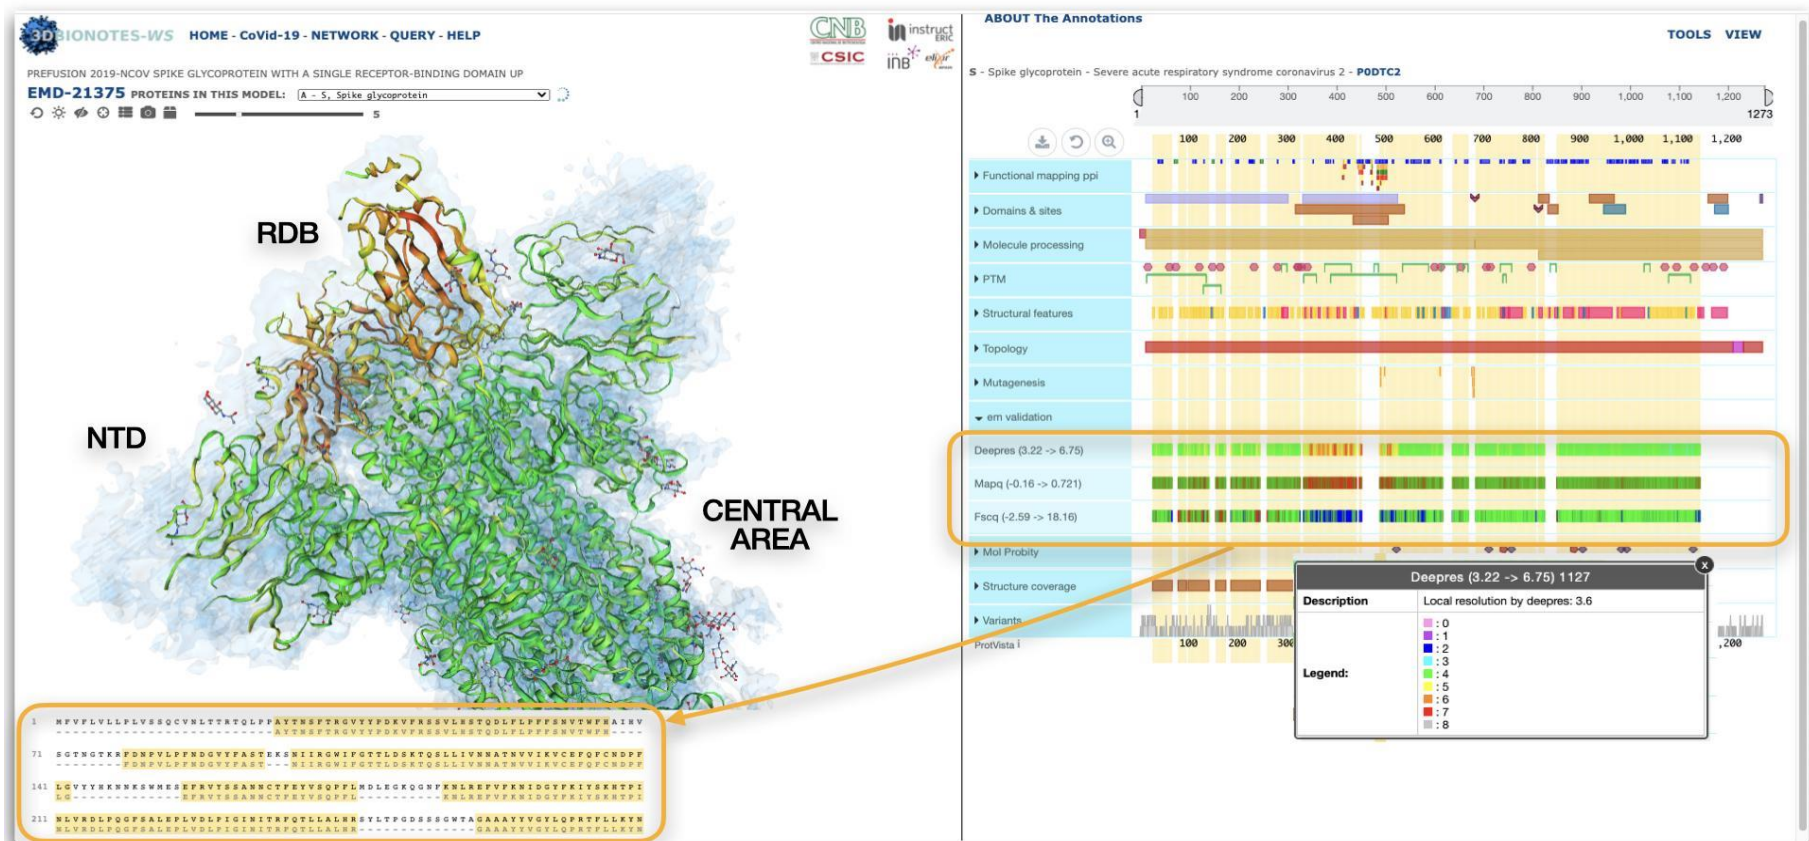 3DBIONOTES-WS HOME - CoVid-19 - NETWORK - QUERY - HELP
CNB
CSIC
instruct
ERIC
INB
elixir
PREFUSION 2019-NCOV SPIKE GLYCOPROTEIN WITH A SINGLE RECEPTOR-BINDING DOMAIN UP
EMD-21375 PROTEINS IN THIS MODEL: A - S, Spike glycoprotein
5
RDB
NTD
CENTRAL
AREA
1 MFVFLVLLPLVSSQCVNLTTRTQLPPAYTNSFTRGVYYPDKVFRSSVLHSTQDLFLPFFSNVTWFHAIHV
AYTNSFTRGVYYPDKVFRSSVLHSTQDLFLPFFSNVTWFH----
71 SGTNGTKRFDNPVLPFNDGVYFASTEKSNIIRGWIFGTTLDSKTQSLLIVNNATNVVIKVCEFQFCNDPF
--------FDNPVLPFNDGVYFAST---NIIRGWIFGTTLDSKTQSLLIVNNATNVVIKVCEFQFCNDPF
141 LGVYYHKNNKSWMESEFRVYSSANNCTFEYVSQPFLMDLEGKQGNFKNLREFVFKNIDGYFKIYSKHTPI
LG-------------EFRVYSSANNCTFEYVSQPFL----------KNLREFVFKNIDGYFKIYSKHTPI
211 NLVRDLPQGFSALEPLVDLPIGINITRFQTLLALHRSYLTPGDSSSGWTAGAAAYYVGYLQPRTFLLKYN
NLVRDLPQGFSALEPLVDLPIGINITRFQTLLALHR--------------GAAAYYVGYLQPRTFLLKYN
ABOUT The Annotations
TOOLS VIEW
S - Spike glycoprotein - Severe acute respiratory syndrome coronavirus 2 - P0DTC2
100 200 300 400 500 600 700 800 900 1,000 1,100 1,200
1 1273
100 200 300 400 500 600 700 800 900 1,000 1,100 1,200
Functional mapping ppi
Domains & sites
Molecule processing
PTM
Structural features
Topology
Mutagenesis
em validation
Deepres (3.22 -> 6.75)
Mapq (-0.16 -> 0.721)
Fscq (-2.59 -> 18.16)
Mol Probity
Structure coverage
Variants
ProtVista i
100 200 300 ,200
x
Deepres (3.22 -> 6.75) 1127
Description Local resolution by deepres: 3.6
Legend:
: 0
: 1
: 2
: 3
: 4
: 5
: 6
: 7
: 8